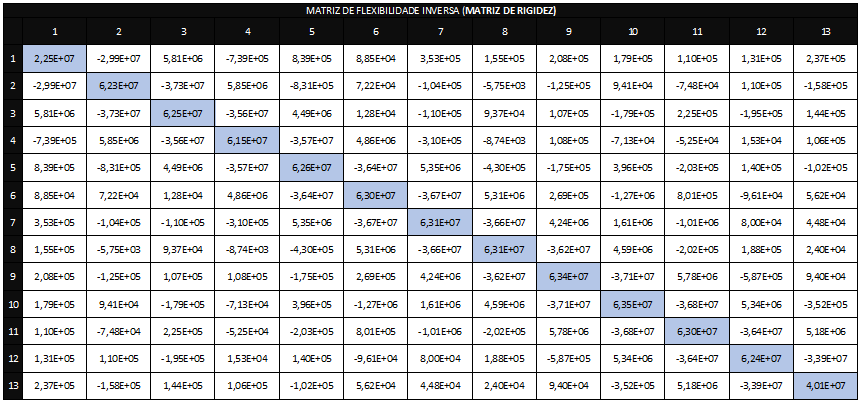 MATRIZ DE FLEXIBILIDADE INVERSA (MATRIZ DE RIGIDEZ)
1 2 3 4 5 6 7 8 9 10 11 12 13
1 2,25E+07 -2,99E+07 5,81E+06 -7,39E+05 8,39E+05 8,85E+04 3,53E+05 1,55E+05 2,08E+05 1,79E+05 1,10E+05 1,31E+05 2,37E+05
2 -2,99E+07 6,23E+07 -3,73E+07 5,85E+06 -8,31E+05 7,22E+04 -1,04E+05 -5,75E+03 -1,25E+05 9,41E+04 -7,48E+04 1,10E+05 -1,58E+05
3 5,81E+06 -3,73E+07 6,25E+07 -3,56E+07 4,49E+06 1,28E+04 -1,10E+05 9,37E+04 1,07E+05 -1,79E+05 2,25E+05 -1,95E+05 1,44E+05
4 -7,39E+05 5,85E+06 -3,56E+07 6,15E+07 -3,57E+07 4,86E+06 -3,10E+05 -8,74E+03 1,08E+05 -7,13E+04 -5,25E+04 1,53E+04 1,06E+05
5 8,39E+05 -8,31E+05 4,49E+06 -3,57E+07 6,26E+07 -3,64E+07 5,35E+06 -4,30E+05 -1,75E+05 3,96E+05 -2,03E+05 1,40E+05 -1,02E+05
6 8,85E+04 7,22E+04 1,28E+04 4,86E+06 -3,64E+07 6,30E+07 -3,67E+07 5,31E+06 2,69E+05 -1,27E+06 8,01E+05 -9,61E+04 5,62E+04
7 3,53E+05 -1,04E+05 -1,10E+05 -3,10E+05 5,35E+06 -3,67E+07 6,31E+07 -3,66E+07 4,24E+06 1,61E+06 -1,01E+06 8,00E+04 4,48E+04
8 1,55E+05 -5,75E+03 9,37E+04 -8,74E+03 -4,30E+05 5,31E+06 -3,66E+07 6,31E+07 -3,62E+07 4,59E+06 -2,02E+05 1,88E+05 2,40E+04
9 2,08E+05 -1,25E+05 1,07E+05 1,08E+05 -1,75E+05 2,69E+05 4,24E+06 -3,62E+07 6,34E+07 -3,71E+07 5,78E+06 -5,87E+05 9,40E+04
10 1,79E+05 9,41E+04 -1,79E+05 -7,13E+04 3,96E+05 -1,27E+06 1,61E+06 4,59E+06 -3,71E+07 6,35E+07 -3,68E+07 5,34E+06 -3,52E+05
11 1,10E+05 -7,48E+04 2,25E+05 -5,25E+04 -2,03E+05 8,01E+05 -1,01E+06 -2,02E+05 5,78E+06 -3,68E+07 6,30E+07 -3,64E+07 5,18E+06
12 1,31E+05 1,10E+05 -1,95E+05 1,53E+04 1,40E+05 -9,61E+04 8,00E+04 1,88E+05 -5,87E+05 5,34E+06 -3,64E+07 6,24E+07 -3,39E+07
13 2,37E+05 -1,58E+05 1,44E+05 1,06E+05 -1,02E+05 5,62E+04 4,48E+04 2,40E+04 9,40E+04 -3,52E+05 5,18E+06 -3,39E+07 4,01E+07